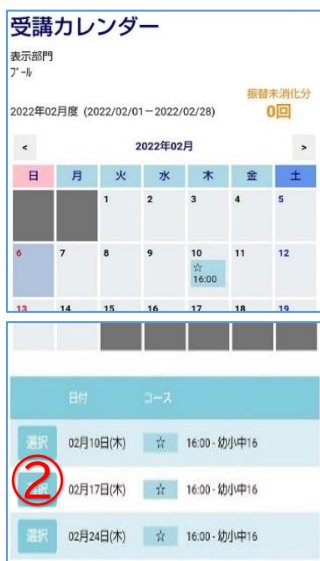 受講カレンダー
表示部門
プール
振替未消化分
2022年02月度 (2022/02/01－2022/02/28) 0回
< 2022年02月 >
日 月 火 水 木 金 土
1 2 3 4 5
6 7 8 9 10 11 12
☆
16:00
13 14 15 16 17 18 19
日付 コース
選択 02月10日(木) ☆ 16:00 - 幼小中16
② 選択 02月17日(木) ☆ 16:00 - 幼小中16
選択 02月24日(木) ☆ 16:00 - 幼小中16